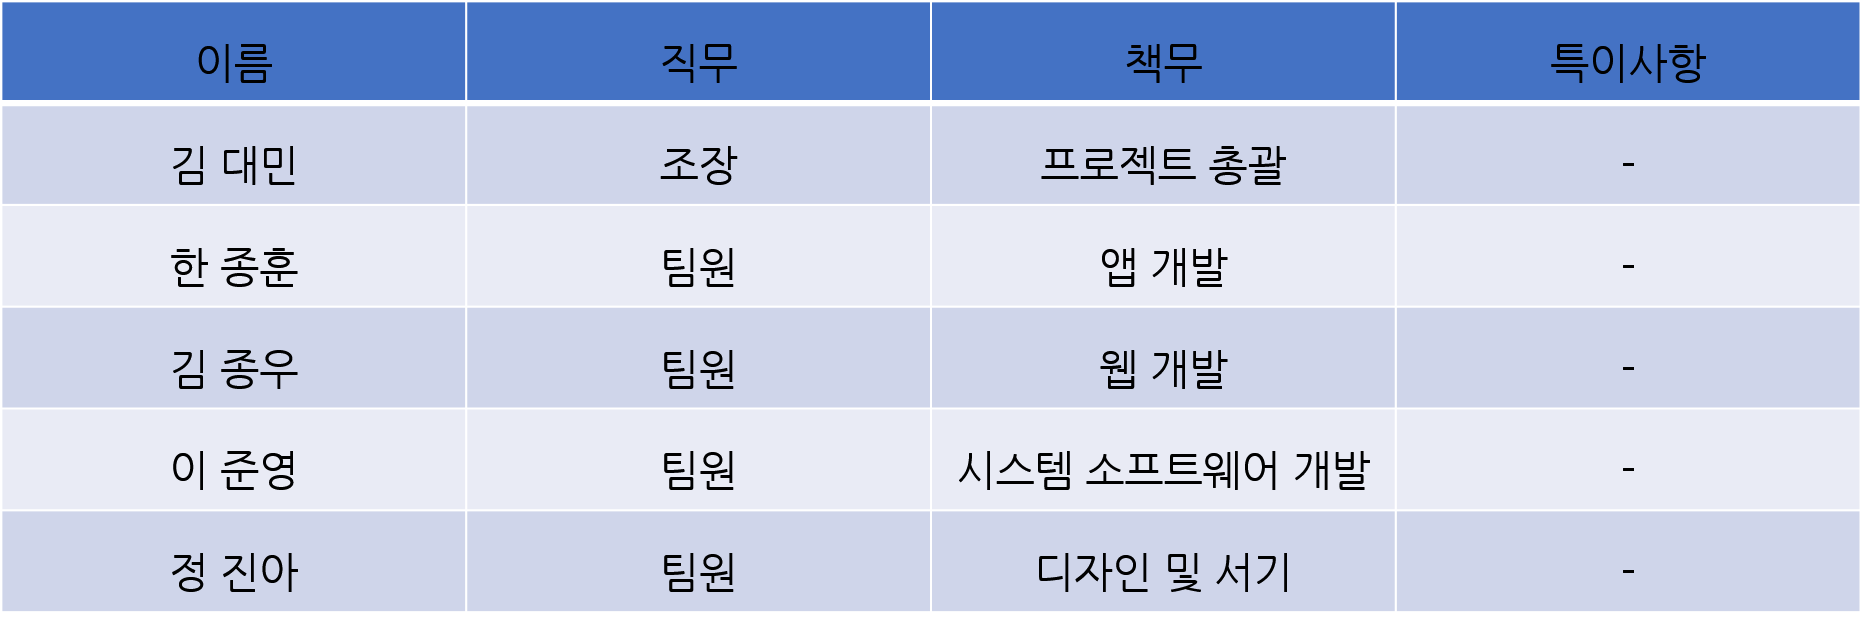 이름 직무 책무 특이사항
김 대민 조장 프로젝트 총괄 -
한 종훈 팀원 앱 개발 -
김 종우 팀원 웹 개발 -
이 준영 팀원 시스템 소프트웨어 개발 -
정 진아 팀원 디자인 및 서기 -